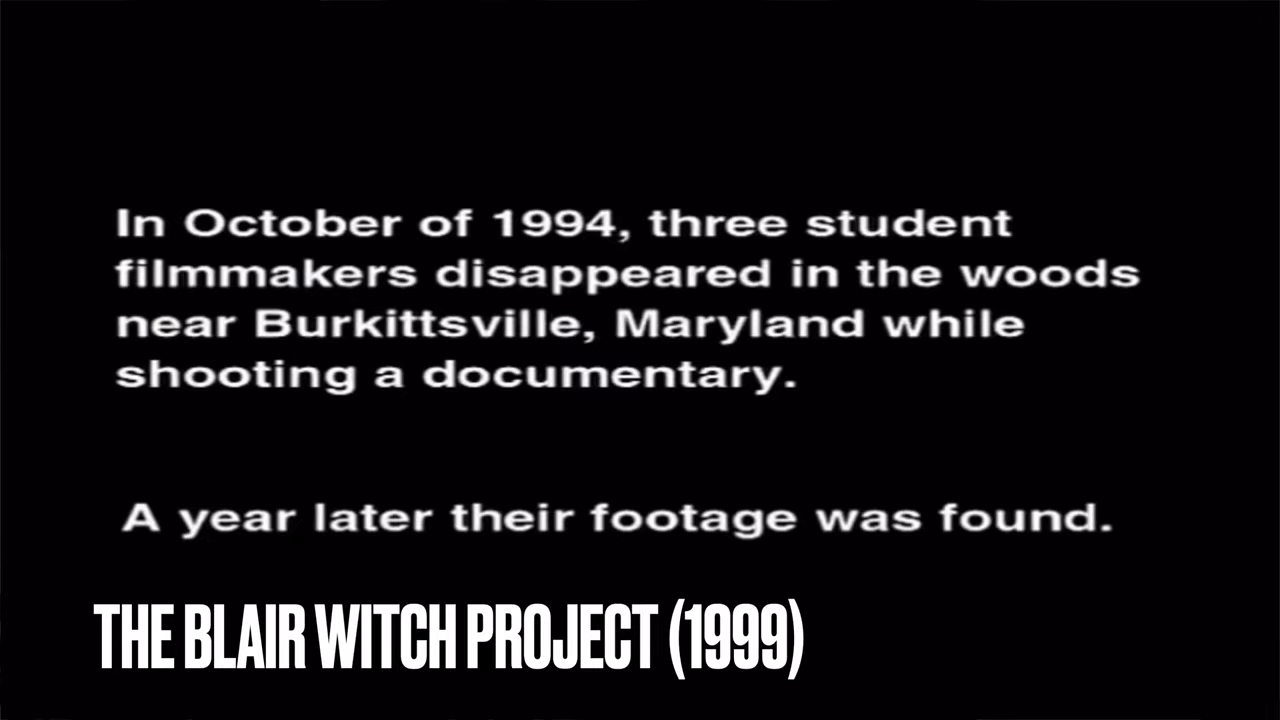 In October of 1994, three student
filmmakers disappeared in the woods
near Burkittsville, Maryland while
shooting a documentary.
A year later their footage was found.
THE BLAIR WITCH PROJECT (1999)